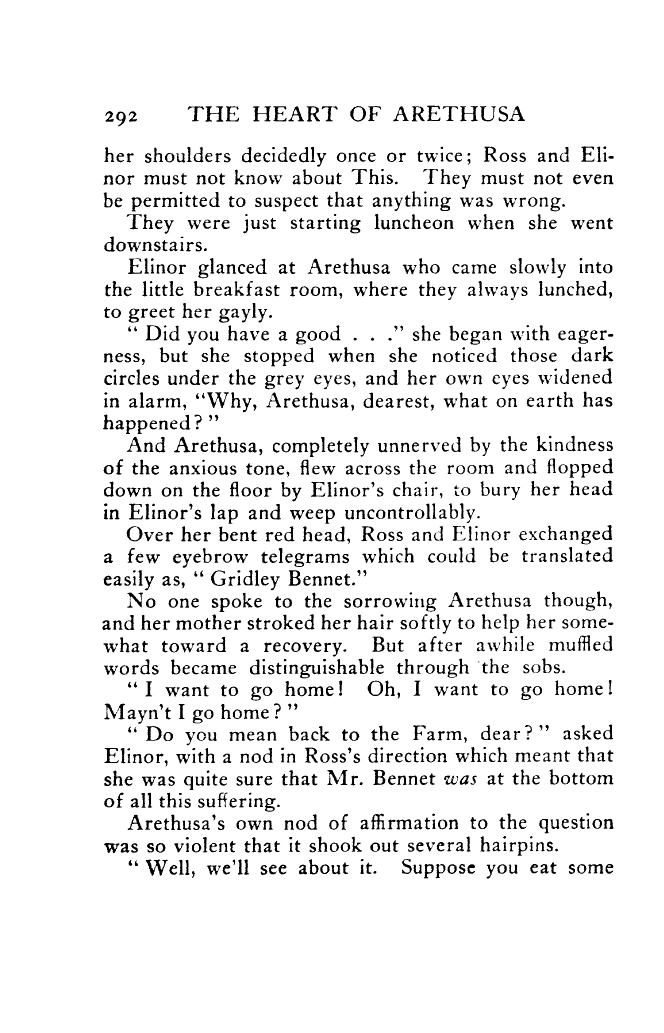 292 THE HEART OF ARETHUSA
her shoulders decidedly once or twice; Ross and Eli-
nor must not know about This. They must not even
be permitted to suspect that anything was wrong.
They were just starting luncheon when she went
downstairs.
Elinor glanced at Arethusa who came slowly into
the little breakfast room, where they always lunched,
to greet her gayly.
“ Did you have a good . . .” she began with eager-
ness, but she stopped when she noticed those dark
circles under the grey eyes, and her own eyes widened
in alarm, “Why, Arethusa, dearest, what on earth has
happened? ”
And Arethusa, completely unnerved by the kindness
of the anxious tone, flew across the room and flopped
down on the floor by Elinor’s chair, to bury her head
in Elinor’s lap and weep uncontrollably.
Over her bent red head, Ross and Elinor exchanged
a few eyebrow telegrams which could be translated
easily as, “ Gridley Bennet.”
No one spoke to the sorrowing Arethusa though,
and her mother stroked her hair softly to help her some-
what toward a recovery. But after awhile muffled
words became distinguishable through the sobs.
“ I want to go home! Oh, I want to go home!
Mayn’t I go home? ”
“ Do you mean back to the Farm, dear? ” asked
Elinor, with a nod in Ross’s direction which meant that
she was quite sure that Mr. Bennet was at the bottom
of all this suffering.
Arethusa’s own nod of affirmation to the question
was so violent that it shook out several hairpins.
“ Well, we’ll see about it. Suppose you eat some